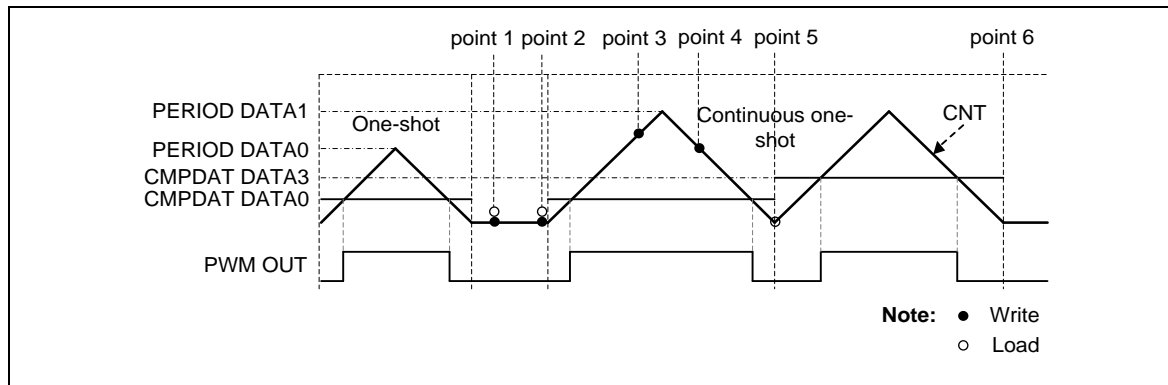 point 1 point 2 point 3 point 4 point 5 point 6
PERIOD DATA1
One-shot
Continuous one-
shot
CNT
PERIOD DATA0
CMPDAT DATA3
CMPDAT DATA0
PWM OUT
Note: ● Write
○ Load